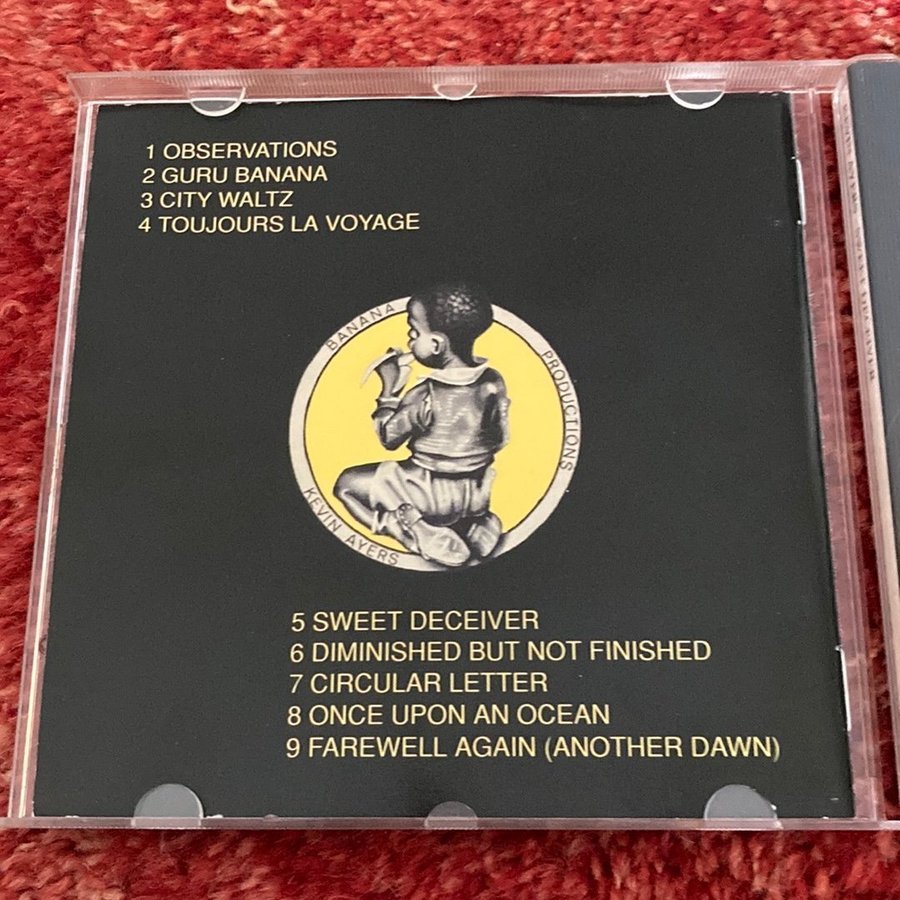 1 OBSERVATIONS
2 GURU BANANA
3 CITY WALTZ
4 TOUJOURS LA VOYAGE
BANANA PRODUCTIONS
KEVIN AYERS
5 SWEET DECEIVER
6 DIMINISHED BUT NOT FINISHED
7 CIRCULAR LETTER
8 ONCE UPON AN OCEAN
9 FAREWELL AGAIN (ANOTHER DAWN)